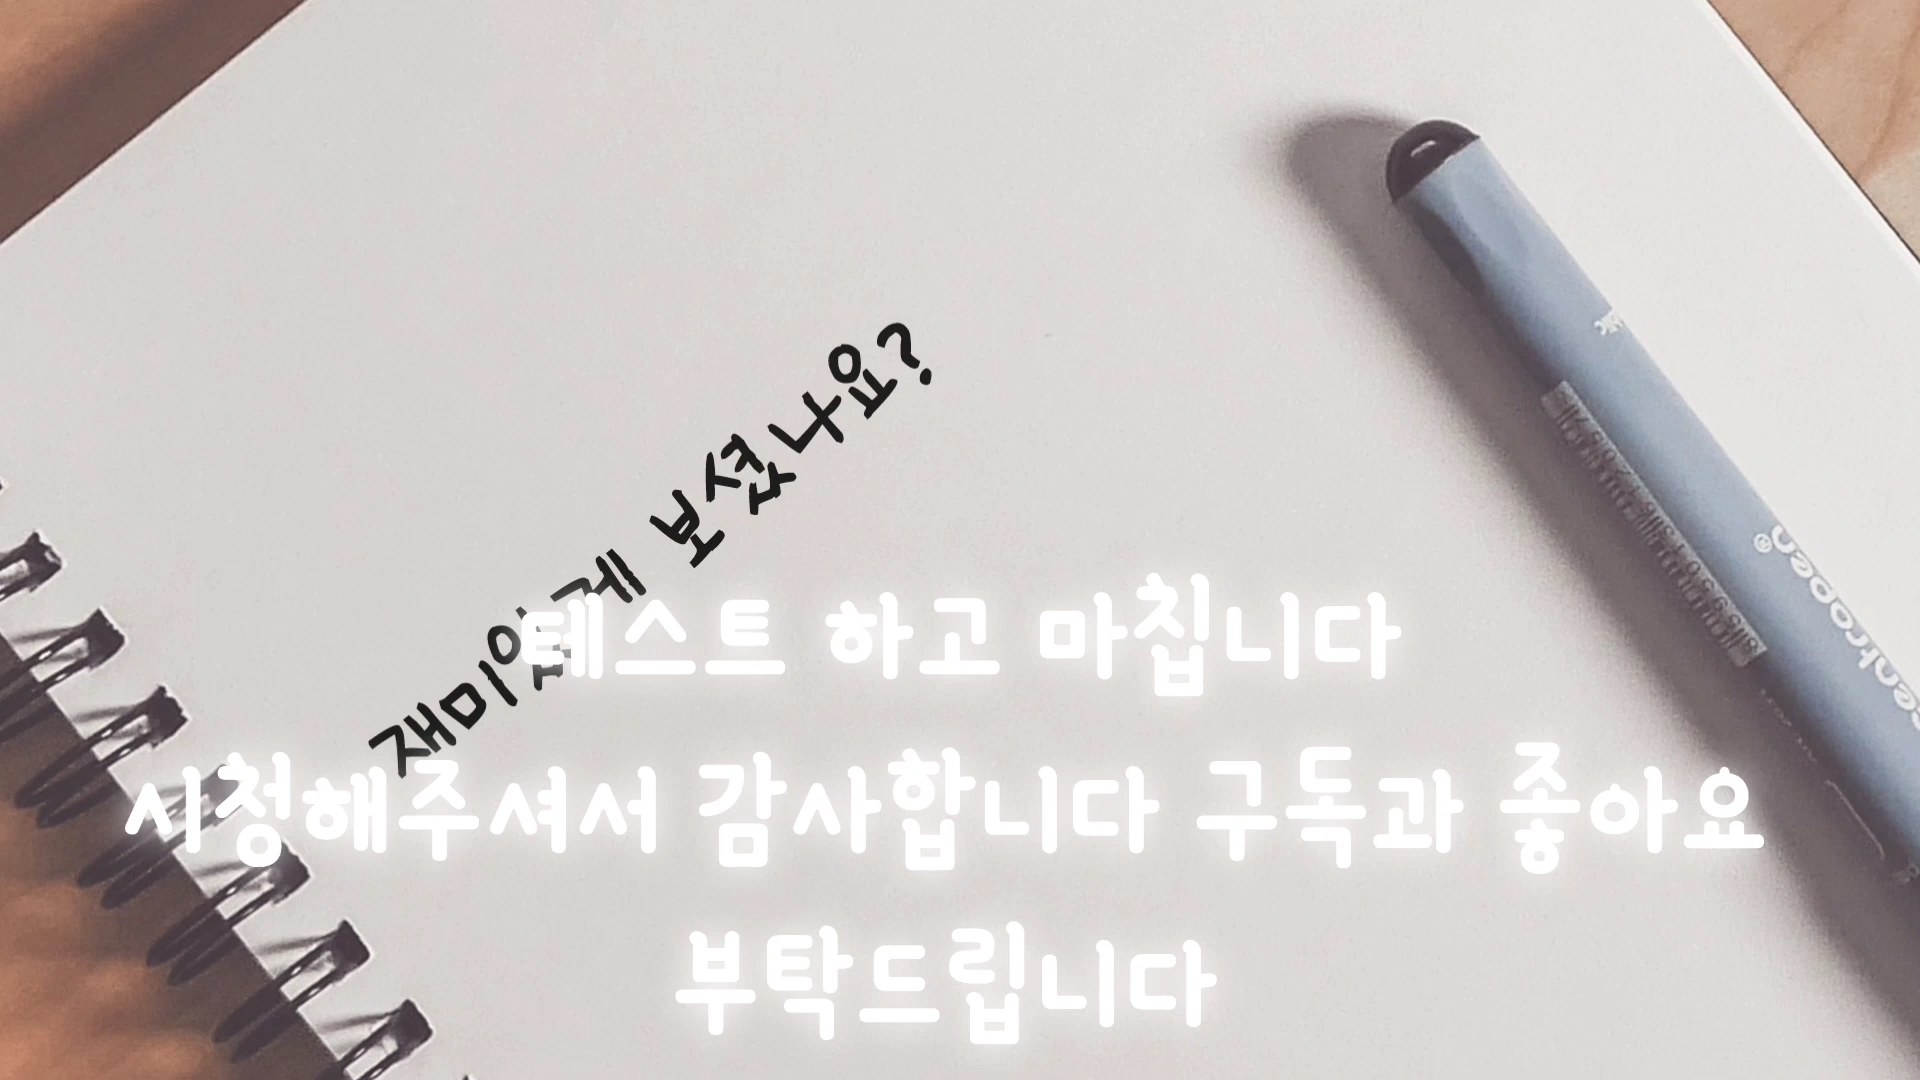 재미있게 보셨나요?
테스트 하고 마칩니다
시청해주셔서 감사합니다 구독과 좋아요
부탁드립니다
centropen®